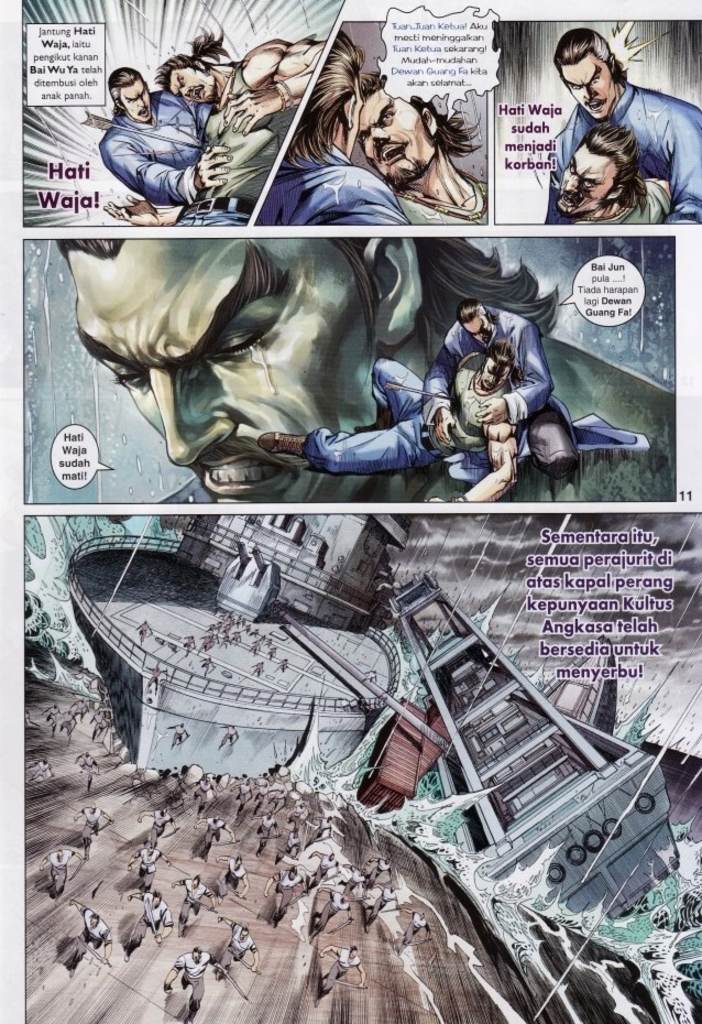 Jantung Hati
Waja, iaitu
pengikut kanan
Bai Wu Ya telah
ditembusi oleh
anak panah.
Hati
Waja!
Tuan-Tuan Ketua! Aku
mesti meninggalkan
Tuan Ketua sekarang!
Mudah-mudahan
Dewan Guang Fa kita
akan selamat...
Hati Waja
sudah
menjadi
korban!
Bai Jun
pula ....!
Tiada harapan
lagi Dewan
Guang Fa!
Hati Waja
sudah
mati!
11
Sementara itu,
semua perajurit di
atas kapal perang
kepunyaan Kultus
Angkasa telah
bersedia untuk
menyerbu!